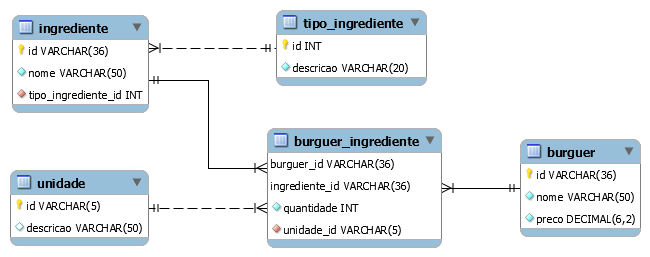 ingrediente
id VARCHAR(36)
nome VARCHAR(50)
tipo_ingrediente_id INT
tipo_ingrediente
id INT
descricao VARCHAR(20)
unidade
id VARCHAR(5)
descricao VARCHAR(50)
burguer_ingrediente
burguer_id VARCHAR(36)
ingrediente_id VARCHAR(36)
quantidade INT
unidade_id VARCHAR(5)
burguer
id VARCHAR(36)
nome VARCHAR(50)
preco DECIMAL(6,2)